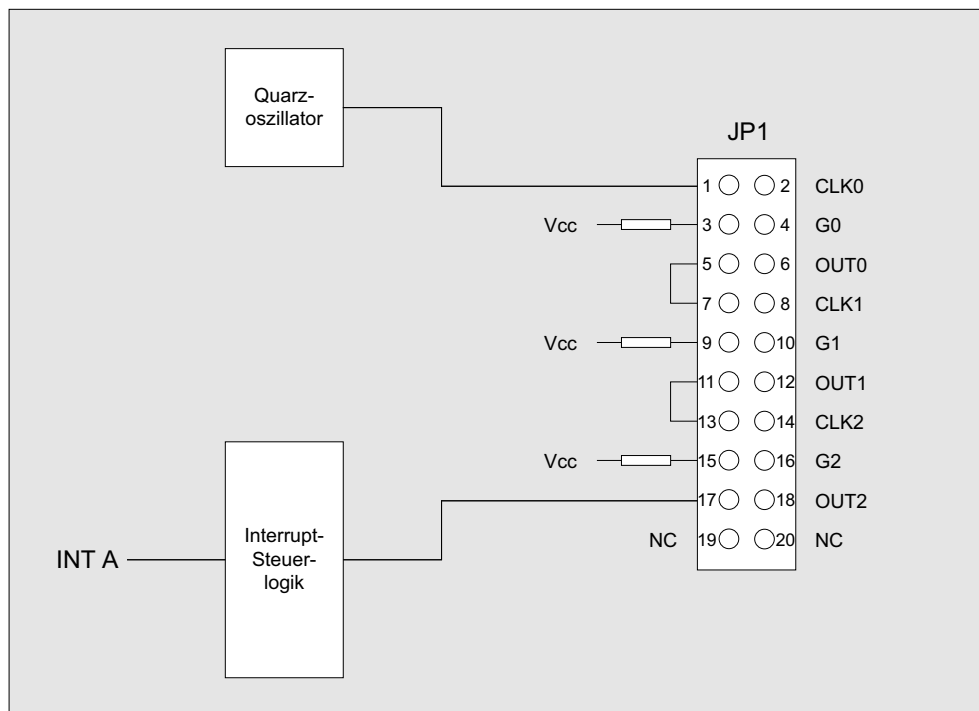 Quarz-
oszillator
JP1
1 2 CLK0
Vcc 3 4 G0
5 6 OUT0
7 8 CLK1
Vcc 9 10 G1
11 12 OUT1
13 14 CLK2
Vcc 15 16 G2
17 18 OUT2
NC 19 20 NC
INT A
Interrupt-
Steuer-
logik